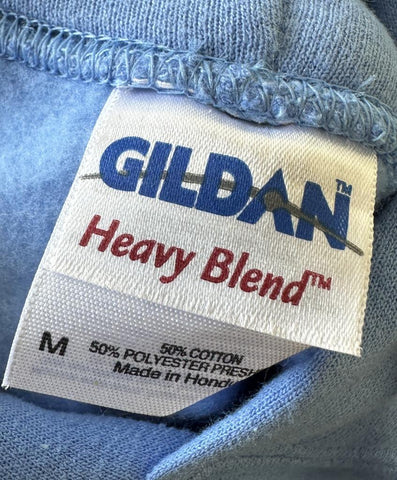 GILDAN™
Heavy Blend™
M
50% COTTON
50% POLYESTER
Made in